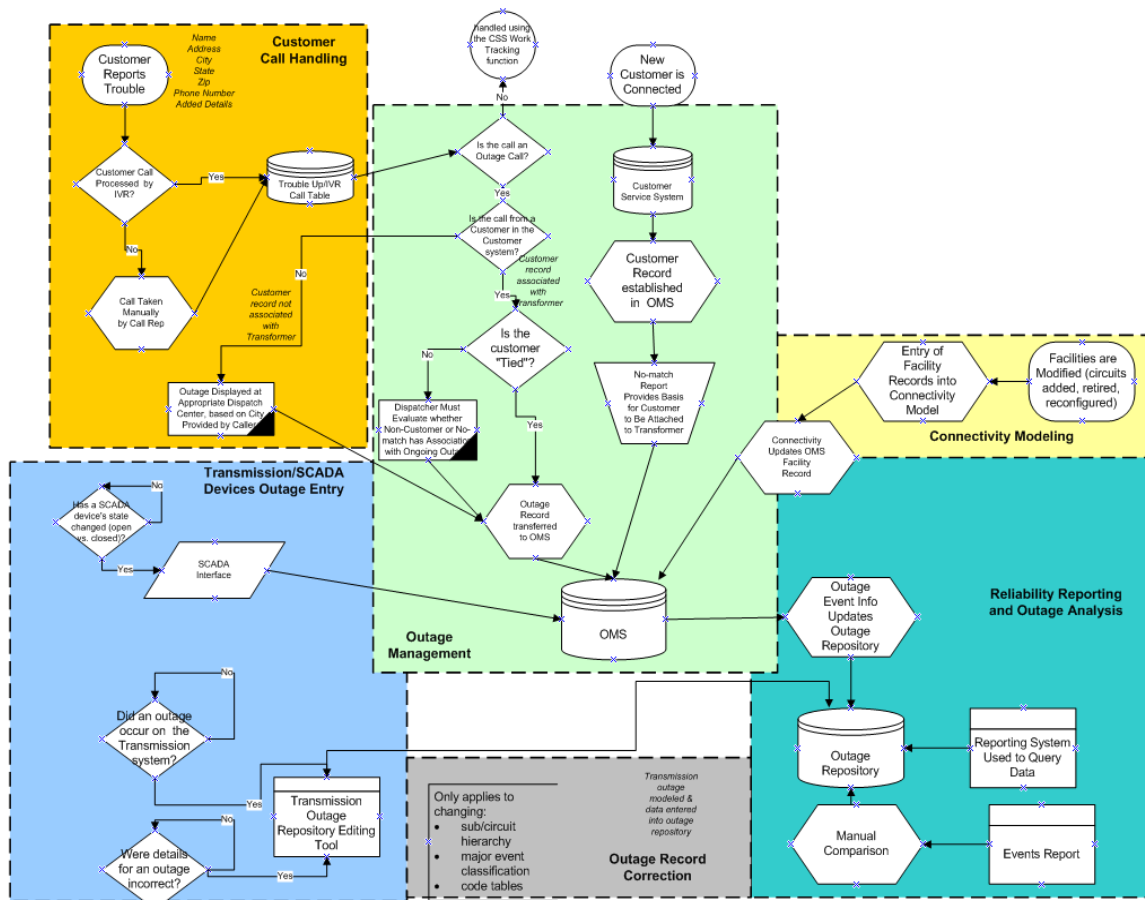 Customer
Call Handling
Name
Address
City
State
Zip
Phone Number
Added Details
Customer
Reports
Trouble
Customer Call
Processed by
IVR?
Yes
No
Trouble Up/IVR
Call Table
Call Taken
Manually
by Call Rep
Customer
record not
associated
with
Transformer
No
Outage Displayed at
Appropriate Dispatch
Center, based on City
Provided by Caller
handled using
the CSS Work
Tracking
function
No
Is the call an
Outage Call?
Yes
Is the call from a
Customer in the
Customer
system?
Customer
record
associated
with
Transformer
Yes
Is the
customer
"Tied"?
No
Yes
Dispatcher Must
Evaluate whether
Non-Customer or No-
match has Association
with Ongoing
Outage
Record
transferred
to OMS
New
Customer is
Connected
Customer
Service System
Customer
Record
established
in OMS
No-match
Report
Provides Basis
for Customer
to Be Attached
to Transformer
OMS
Outage
Management
Entry of
Facility
Records into
Connectivity
Model
Facilities are
Modified (circuits
added, retired,
reconfigured)
Connectivity Modeling
Connectivity
Updates OMS
Facility
Record
Transmission/SCADA
Devices Outage Entry
Has a SCADA
device's state
changed (open
vs. closed)?
No
Yes
SCADA
Interface
Did an outage
occur on the
Transmission
system?
No
Yes
Were details
for an outage
incorrect?
No
Yes
Transmission
Outage
Repository Editing
Tool
Only applies to
changing:
• sub/circuit
hierarchy
• major event
classification
• code tables
Transmission
outage
modeled &
data entered
into outage
repository
Outage Record
Correction
Outage
Event Info
Updates
Outage
Repository
Reliability Reporting
and Outage Analysis
Outage
Repository
Reporting System
Used to Query
Data
Manual
Comparison
Events Report